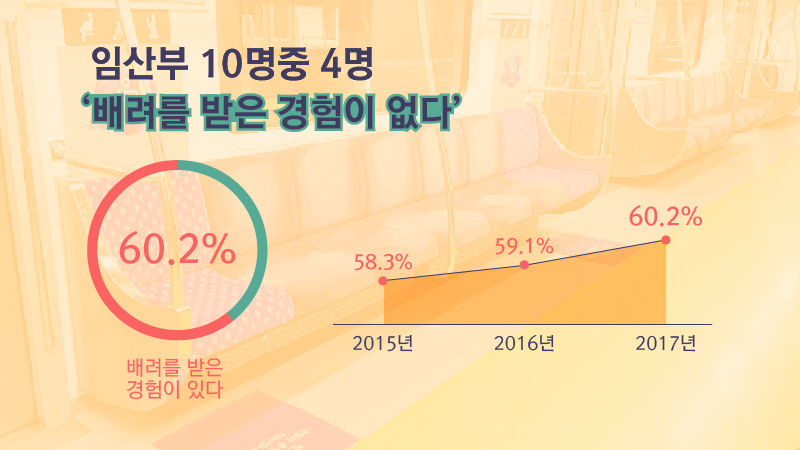 임산부 10명중 4명
‘배려를 받은 경험이 없다’
60.2%
배려를 받은
경험이 있다
58.3%
59.1%
60.2%
2015년
2016년
2017년